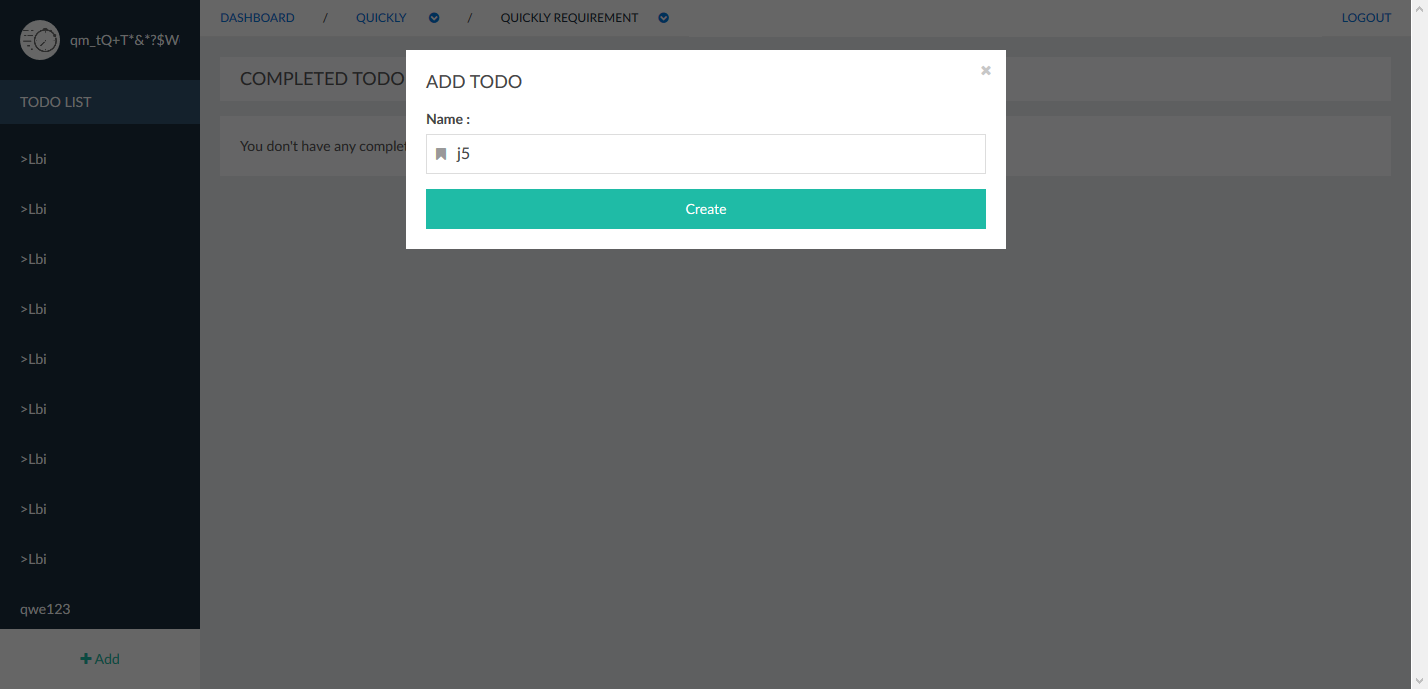 qm_tQ+T*&*?$W
DASHBOARD / QUICKLY / QUICKLY REQUIREMENT LOGOUT
TODO LIST
>Lbi
>Lbi
>Lbi
>Lbi
>Lbi
>Lbi
>Lbi
>Lbi
>Lbi
qwe123
Add
COMPLETED TODO
You don't have any
ADD TODO
Name :
j5
Create